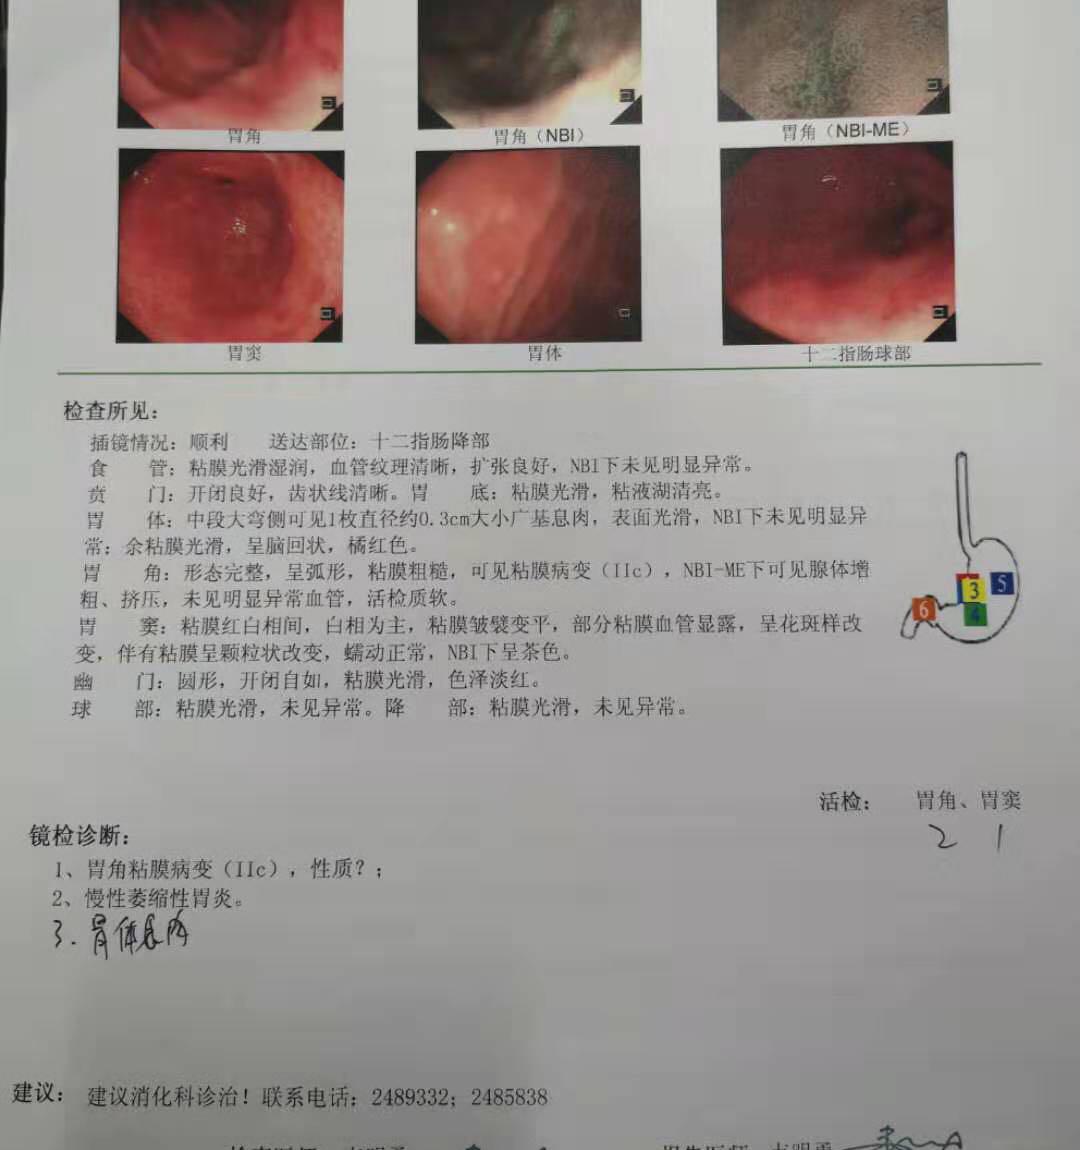 胃角
胃角（NBI）
胃角（NBI-ME）
胃窦
胃体
十二指肠球部
检查所见：
插镜情况：顺利 送达部位：十二指肠降部
食 管：粘膜光滑湿润，血管纹理清晰，扩张良好，NBI下未见明显异常。
贲 门：开闭良好，齿状线清晰。胃 底：粘膜光滑，粘液湖清亮。
胃 体：中段大弯侧可见1枚直径约0.3cm大小广基息肉，表面光滑，NBI下未见明显异
常；余粘膜光滑，呈脑回状，橘红色。
胃 角：形态完整，呈弧形，粘膜粗糙，可见粘膜病变（IIc），NBI-ME下可见腺体增
粗、挤压，未见明显异常血管，活检质软。
胃 窦：粘膜红白相间，白相为主，粘膜皱襞变平，部分粘膜血管显露，呈花斑样改
变，伴有粘膜呈颗粒状改变，蠕动正常，NBI下呈茶色。
幽 门：圆形，开闭自如，粘膜光滑，色泽淡红。
球 部：粘膜光滑，未见异常。降 部：粘膜光滑，未见异常。
3
5
6
4
活检： 胃角、胃窦
2 1
镜检诊断：
1、胃角粘膜病变（IIc），性质？；
2、慢性萎缩性胃炎。
3.胃体息肉
建议： 建议消化科诊治！联系电话：2489332；2485838